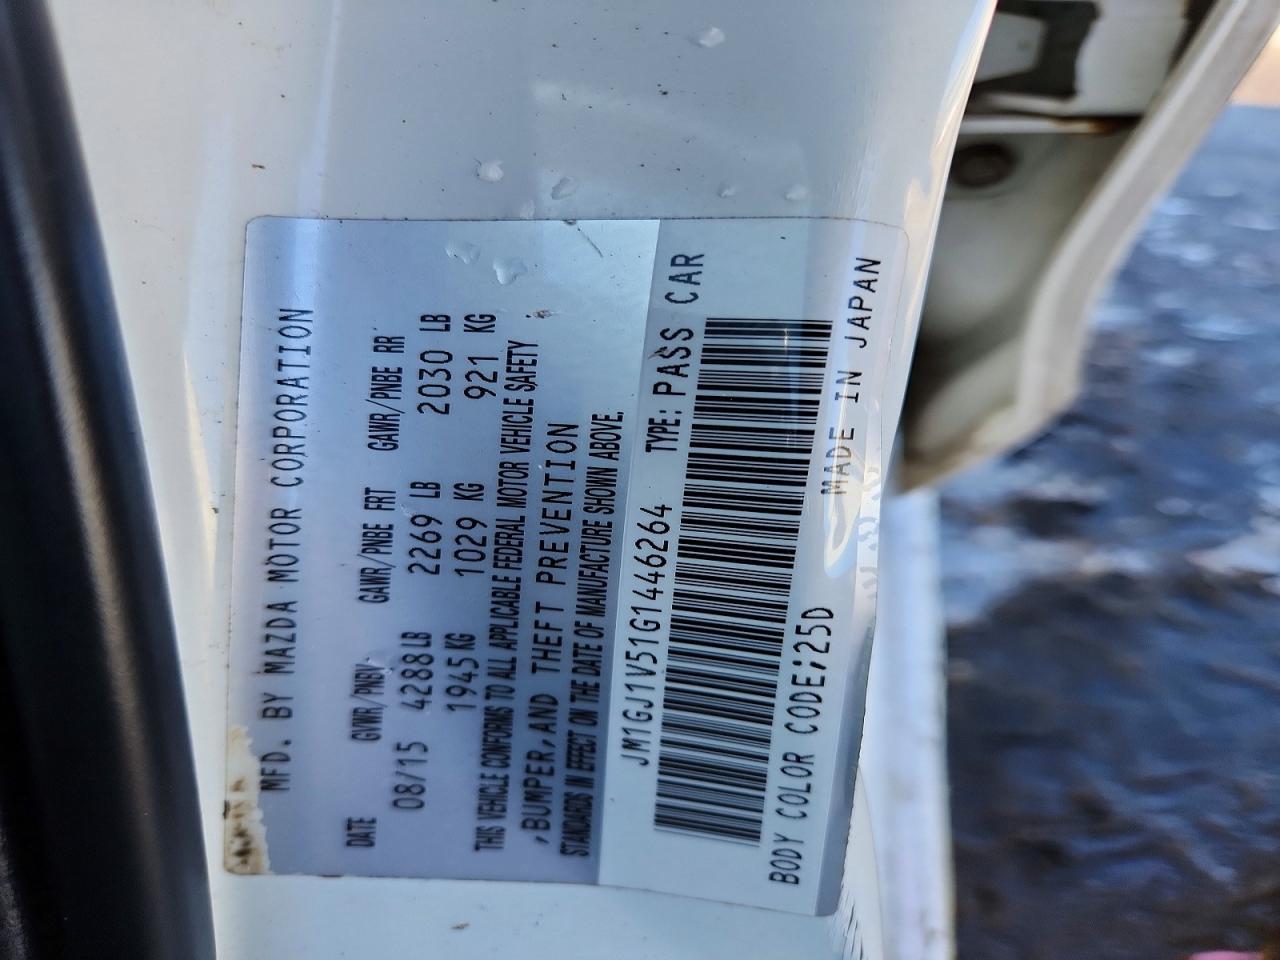 MFD. BY MAZDA MOTOR CORPORATION
DATE GVWR/PNBV GAWR/PNBE FRT GAWR/PNBE RR
08/15 4288LB 2269 LB 2030 LB
1945KG 1029 KG 921 KG
THIS VEHICLE CONFORMS TO ALL APPLICABLE FEDERAL MOTOR VEHICLE SAFETY
,BUMPER,AND THEFT PREVENTION
STANDARDS IN EFFECT ON THE DATE OF MANUFACTURE SHOWN ABOVE.
JM1GJ1V51G1446264 TYPE: PASS CAR
BODY COLOR CODE;25D MADE IN JAPAN